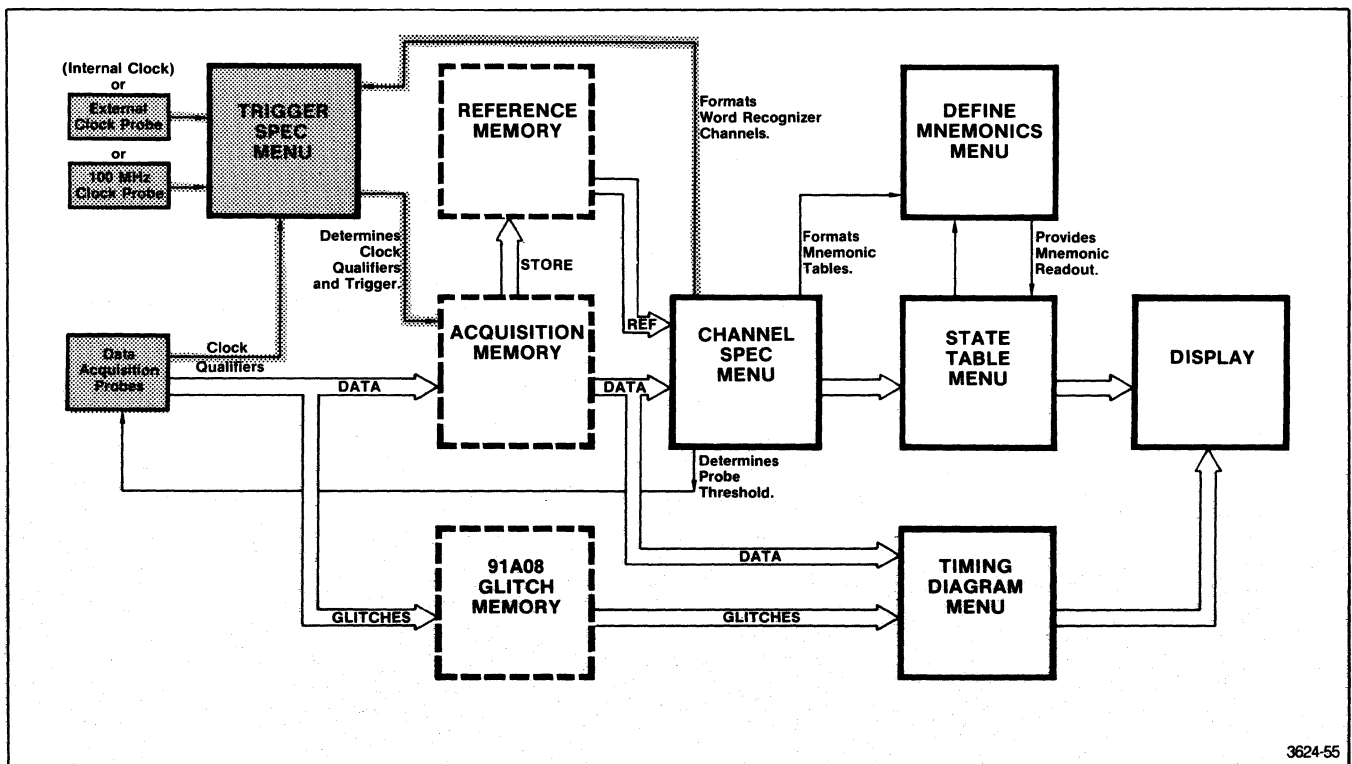 (Internal Clock)
or
External
Clock Probe
or
100 MHz
Clock Probe
TRIGGER
SPEC
MENU
REFERENCE
MEMORY
Formats
Word Recognizer
Channels.
DEFINE
MNEMONICS
MENU
Determines
Clock
Qualifiers
and Trigger.
STORE
Formats
Mnemonic
Tables.
Provides
Mnemonic
Readout.
Data
Acquisition
Probes
Clock
Qualifiers
DATA
ACQUISITION
MEMORY
REF
DATA
CHANNEL
SPEC
MENU
STATE
TABLE
MENU
DISPLAY
Determines
Probe
Threshold.
GLITCHES
91A08
GLITCH
MEMORY
DATA
GLITCHES
TIMING
DIAGRAM
MENU
3624-55